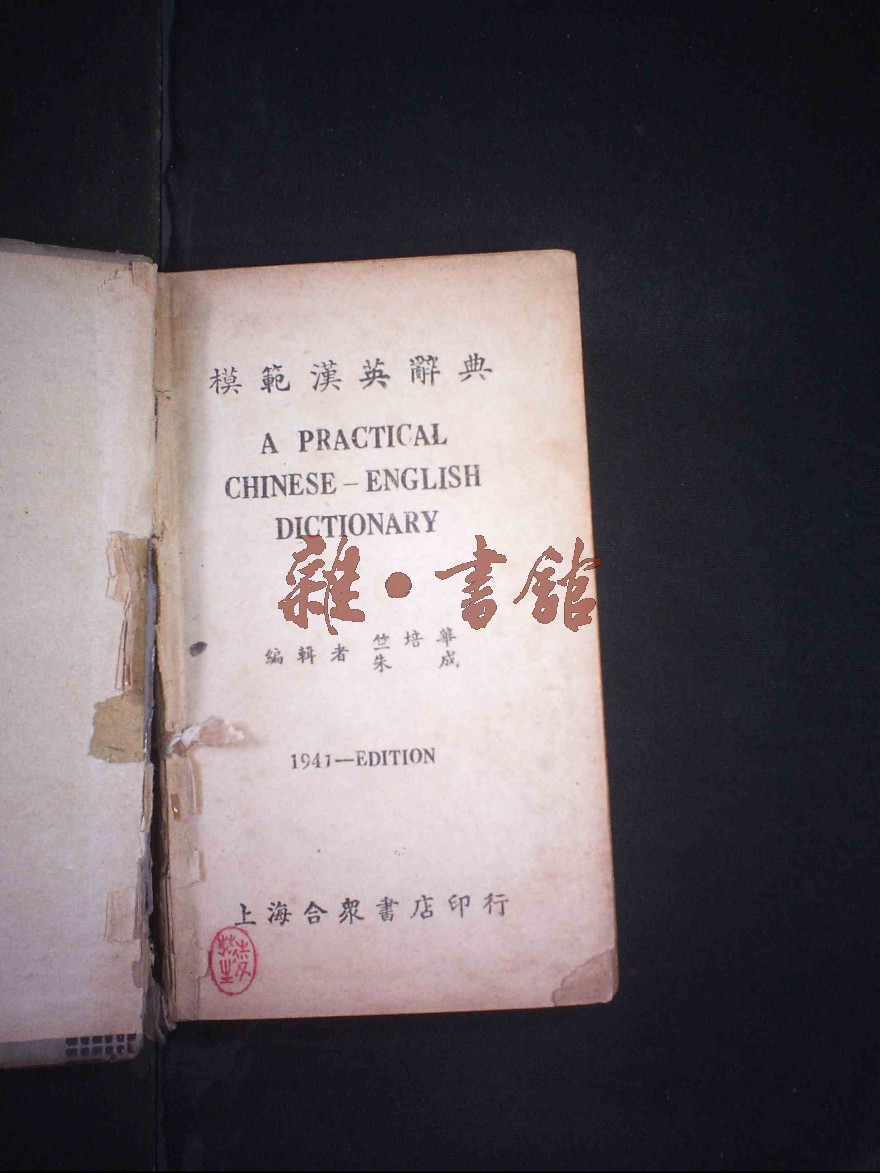 模範漢英辭典
A PRACTICAL
CHINESE – ENGLISH
DICTIONARY
雜·書館
編輯者 竺培華
朱成
1941—EDITION
上海合衆書店印行